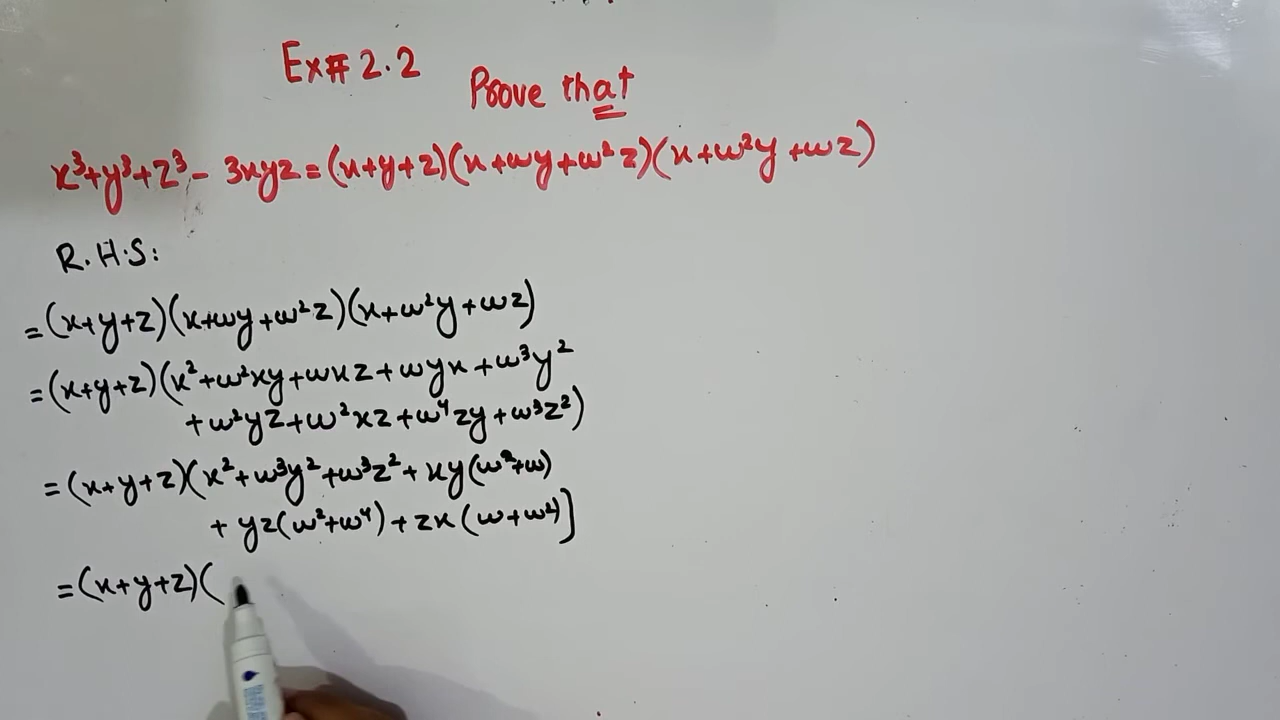 Ex# 2.2
Prove that
x³+y³+z³- 3xyz=(x+y+z)(x+ωy+ω²z)(x+ω²y+ωz)
R.H.S:
=(x+y+z)(x+ωy+ω²z)(x+ω²y+ωz)
=(x+y+z)(x²+ω²xy+ωxz+ωyx+ω³y²
+ω²yz+ω²xz+ω⁴zy+ω³z²)
=(x+y+z)(x²+ω³y²+ω³z²+xy(ω²+ω)
+yz(ω²+ω⁴)+zx(ω+ω²)]
=(x+y+z)(